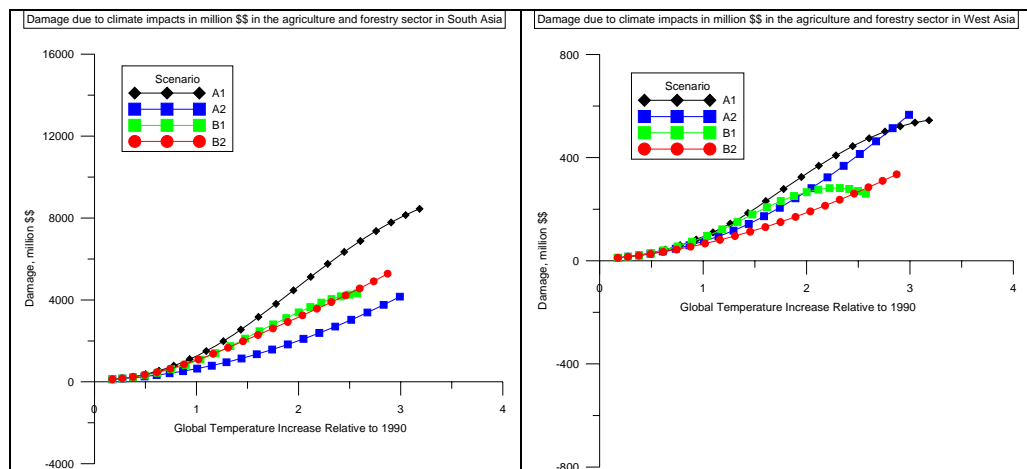 Damage due to climate impacts in million $$ in the agriculture and forestry sector in South Asia
16000
12000
8000
4000
0
-4000
Damage, million $$
Scenario
A1
A2
B1
B2
0
1
2
3
4
Global Temperature Increase Relative to 1990
Damage due to climate impacts in million $$ in the agriculture and forestry sector in West Asia
800
400
0
-400
-800
Damage, million $$
Scenario
A1
A2
B1
B2
0
1
2
3
4
Global Temperature Increase Relative to 1990